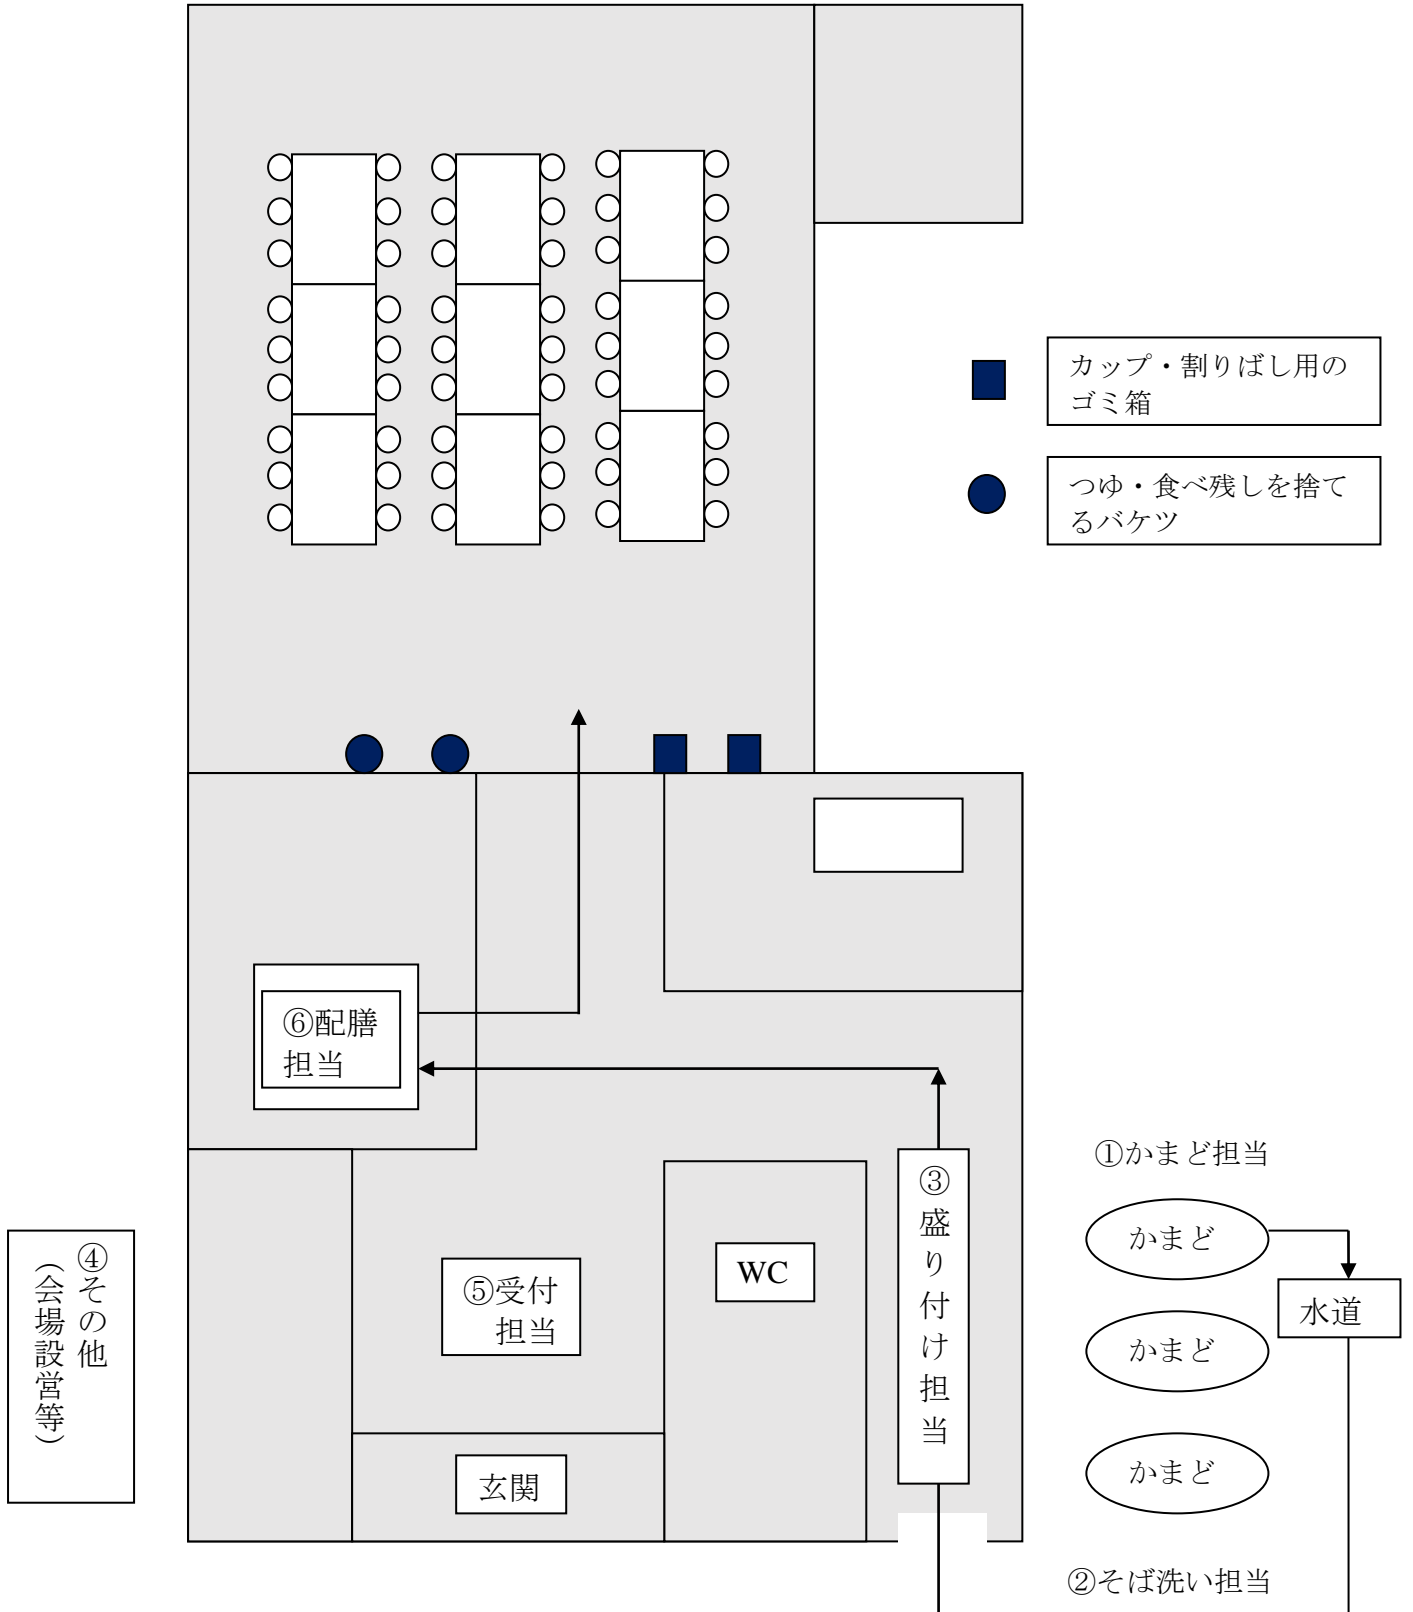 カップ・割りばし用の
ゴミ箱
つゆ・食べ残しを捨て
るバケツ
⑥配膳
担当
①かまど担当
③盛り付け担当
かまど
④その他
（会場設営等）
⑤受付
担当
WC
水道
かまど
かまど
玄関
②そば洗い担当